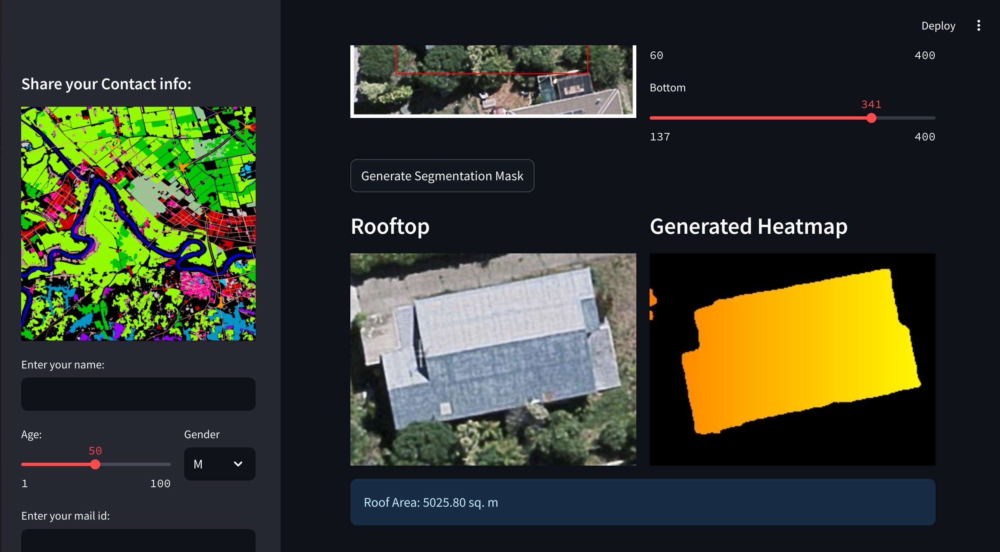 Deploy
Share your Contact info:
Enter your name:
Age:
Gender
50
M
1
100
Enter your mail id:
60
400
Bottom
341
137
400
Generate Segmentation Mask
Rooftop
Generated Heatmap
Roof Area: 5025.80 sq. m